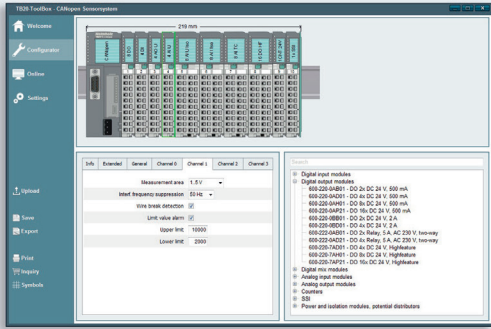 TB20 ToolBox - CANopen Sensorsystem
Welcome
Configurator
Online
Settings
Upload
Save
Export
Print
Inquiry
Symbols
219 mm
CANopen
Info Extended General Channel 0 Channel 1 Channel 2 Channel 3
Measurement area 1..5 V
Interf. frequency suppression 50 Hz
Wire break detection
Limit value alarm
Upper limit 10000
Lower limit 2000
Search
Digital input modules
Digital output modules
600-220-0AB01 - DO 2x DC 24 V, 500 mA
600-220-0AD01 - DO 4x DC 24 V, 500 mA
600-220-0AH01 - DO 8x DC 24 V, 500 mA
600-220-0AP21 - DO 16x DC 24 V, 500 mA
600-220-0BB01 - DO 2x DC 24 V, 2 A
600-220-0BD01 - DO 4x DC 24 V, 2 A
600-222-0AB01 - DO 2x Relay, 5 A, AC 230 V, two-way
600-222-0AD21 - DO 4x Relay, 5 A, AC 230 V, two-way
600-220-7AD01 - DO 4x DC 24 V, Highfeature
600-220-7AH01 - DO 8x DC 24 V, Highfeature
600-220-7AP21 - DO 16x DC 24 V, Highfeature
Digital mix modules
Analog input modules
Analog output modules
Counters
SSI
Power and isolation modules, potential distributors